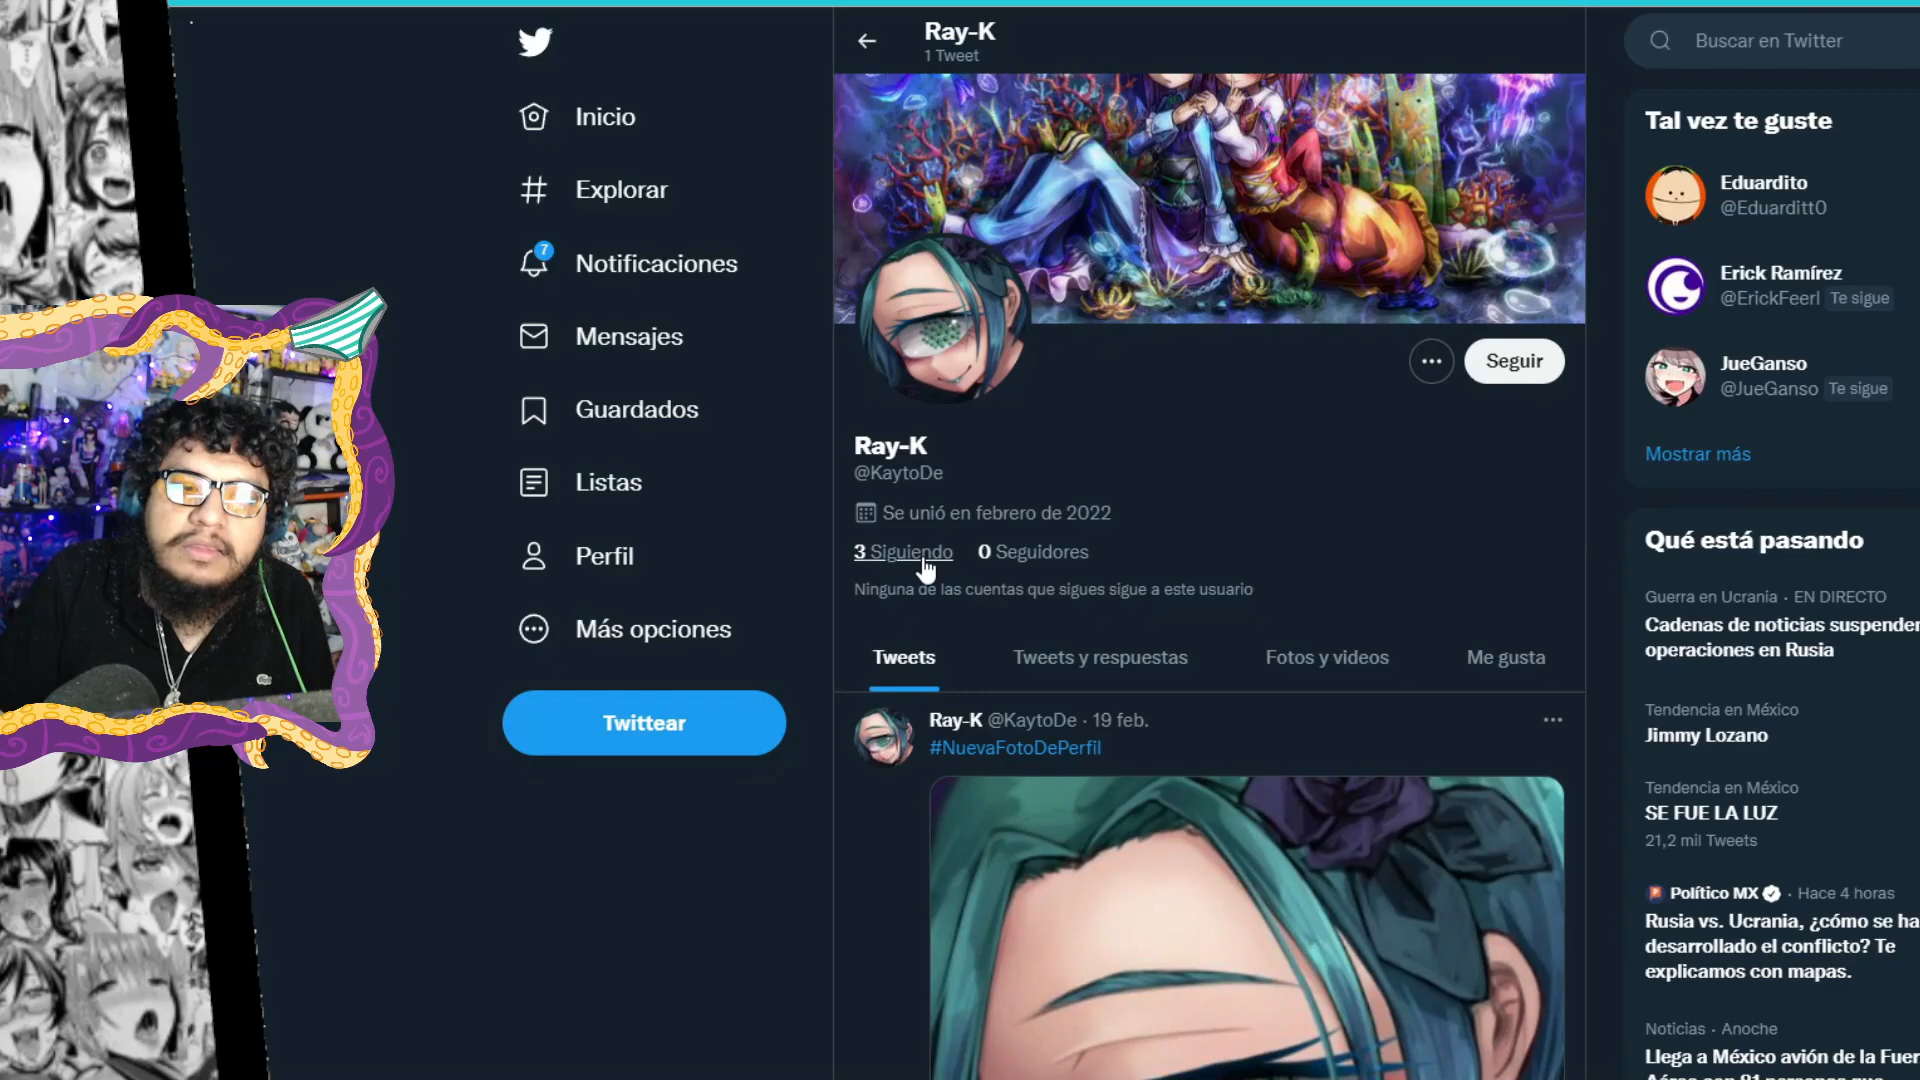 Ray-K
1 Tweet
Buscar en Twitter
Inicio
Explorar
7
Notificaciones
Mensajes
Guardados
Listas
Perfil
Más opciones
Twittear
Seguir
Ray-K
@KaytoDe
Se unió en febrero de 2022
3 Siguiendo 0 Seguidores
Ninguna de las cuentas que sigues sigue a este usuario
Tweets Tweets y respuestas Fotos y videos Me gusta
Ray-K @KaytoDe · 19 feb.
#NuevaFotoDePerfil
Tal vez te guste
Eduardito
@Eduarditt0
Erick Ramírez
@ErickFeerl Te sigue
JueGanso
@JueGanso Te sigue
Mostrar más
Qué está pasando
Guerra en Ucrania · EN DIRECTO
Cadenas de noticias suspender
operaciones en Rusia
Tendencia en México
Jimmy Lozano
Tendencia en México
SE FUE LA LUZ
21,2 mil Tweets
Político MX · Hace 4 horas
Rusia vs. Ucrania, ¿cómo se ha
desarrollado el conflicto? Te
explicamos con mapas.
Noticias · Anoche
Llega a México avión de la Fuer